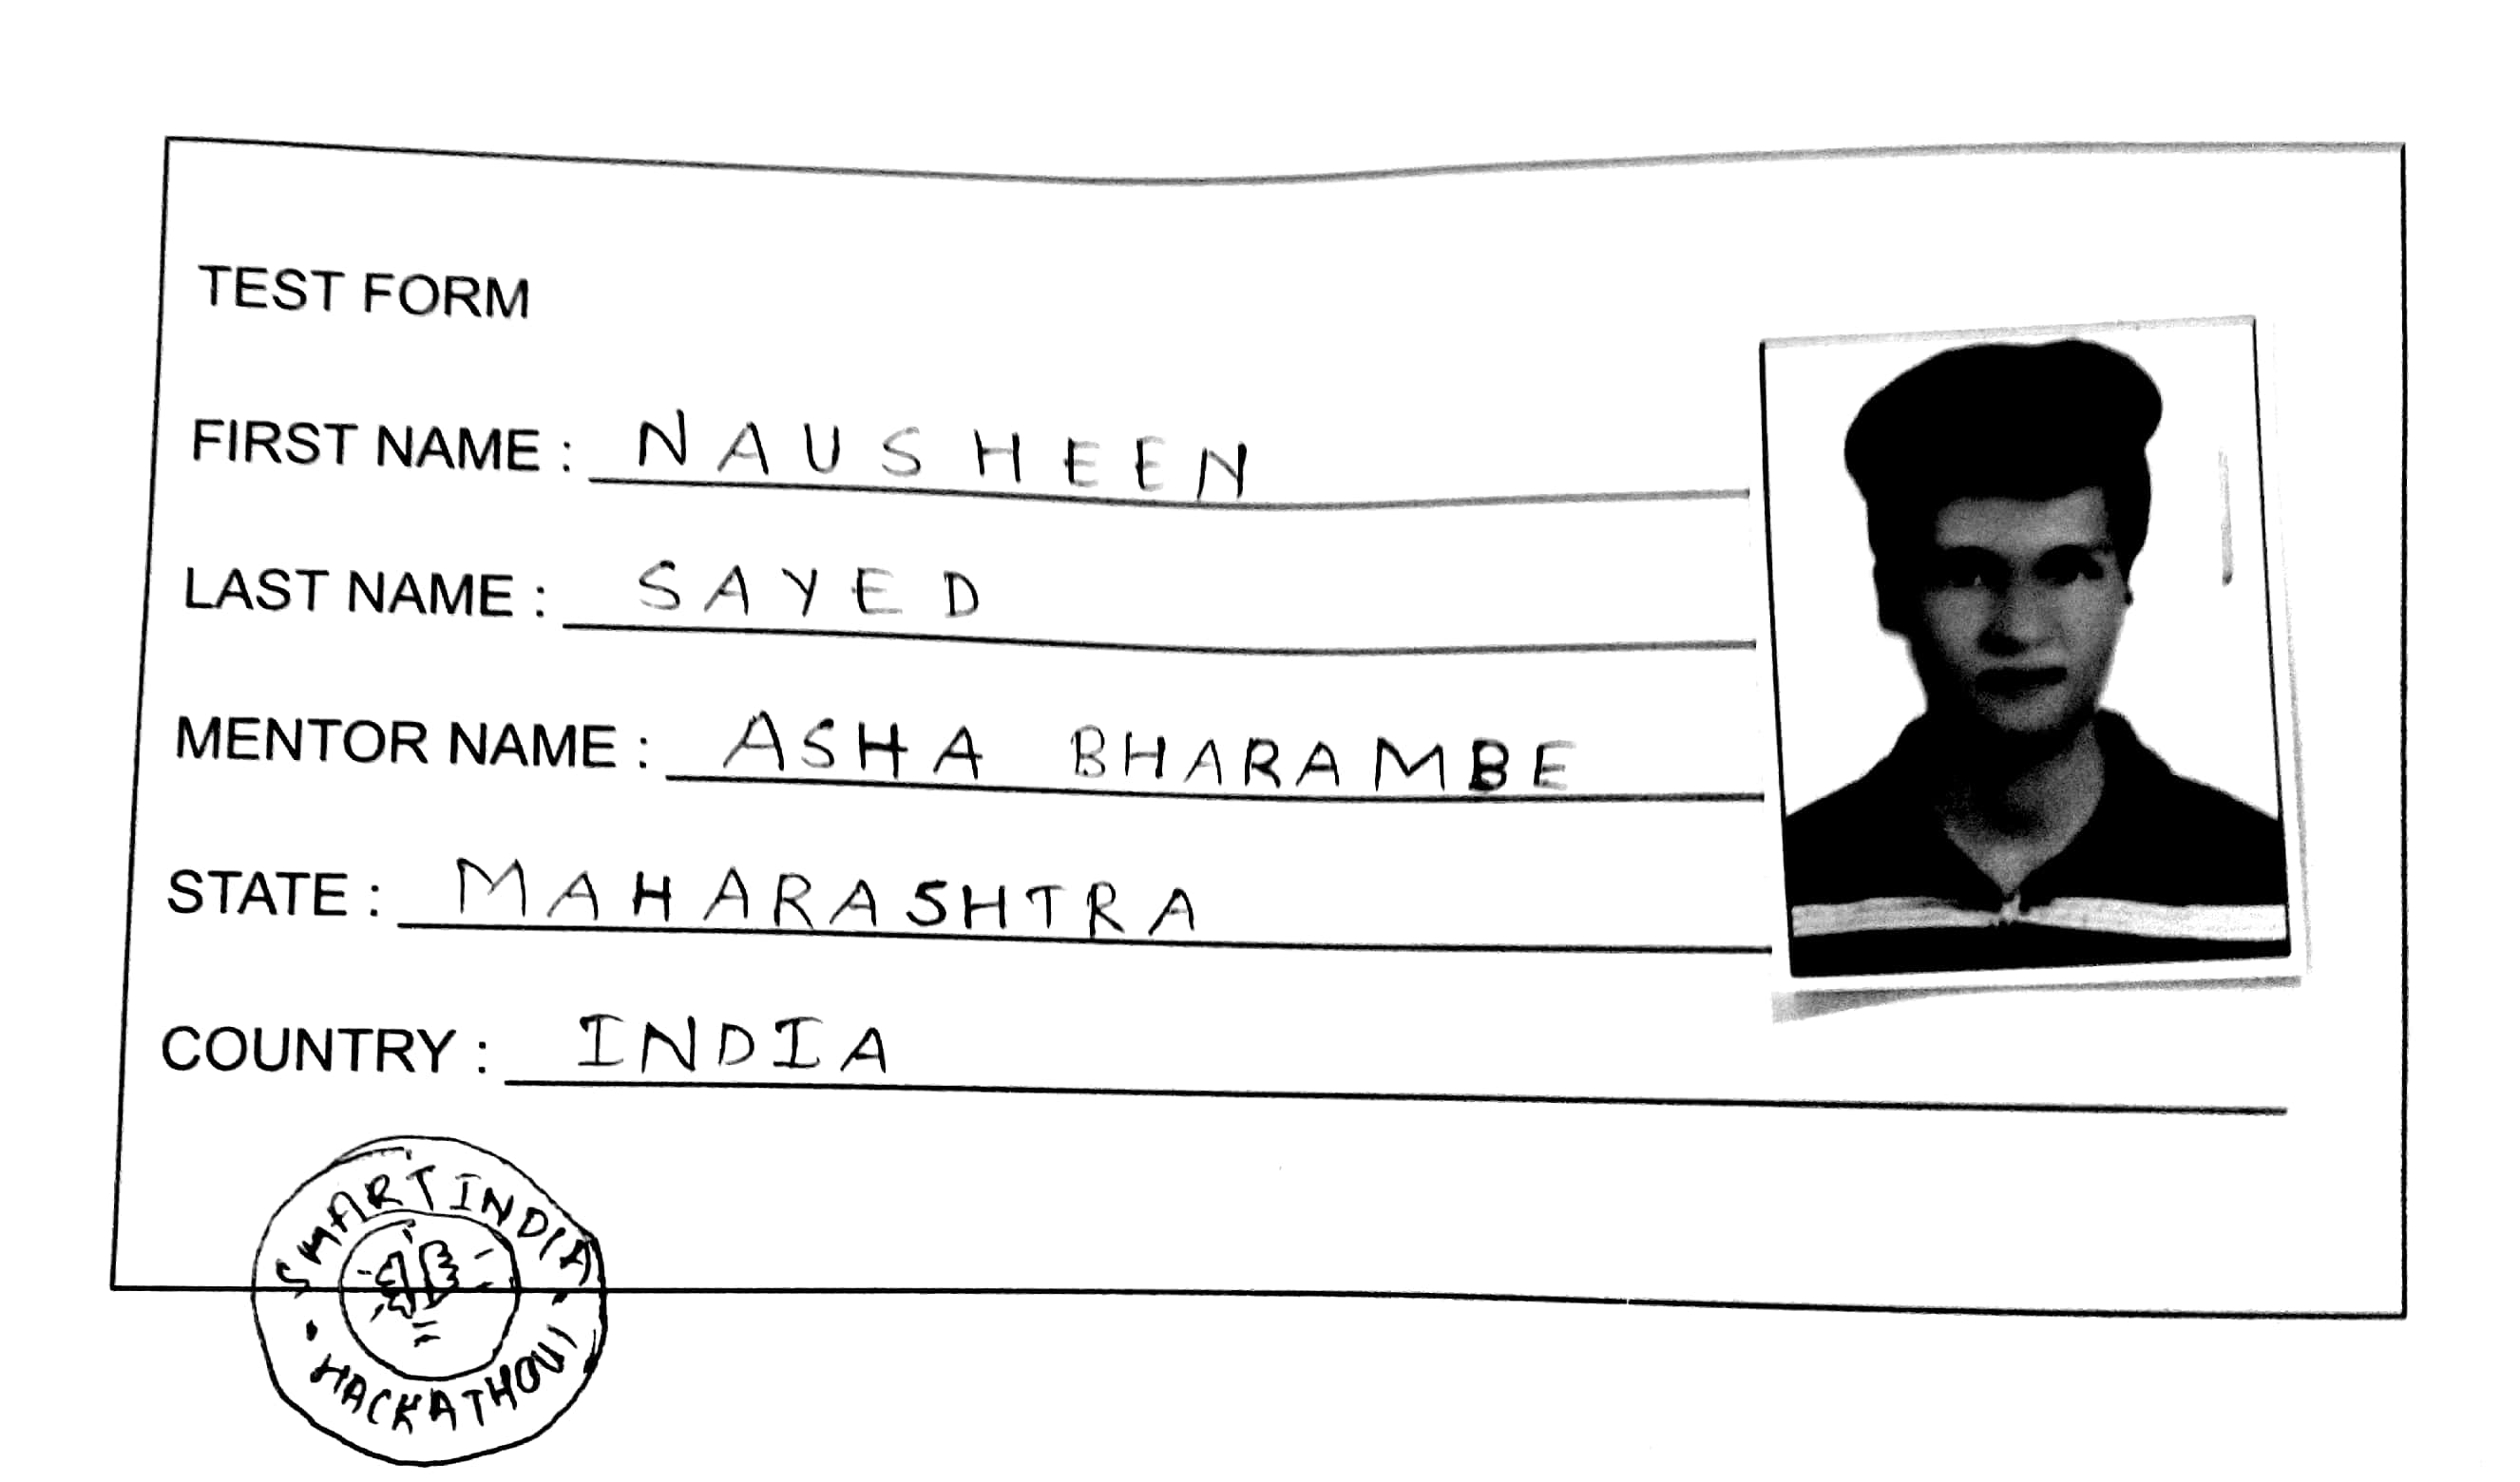 TEST FORM
FIRST NAME : NAUSHEEN
LAST NAME : SAYED
MENTOR NAME : ASHA BHARAMBE
STATE : MAHARASHTRA
COUNTRY : INDIA
SMART INDIA
HACKATHON